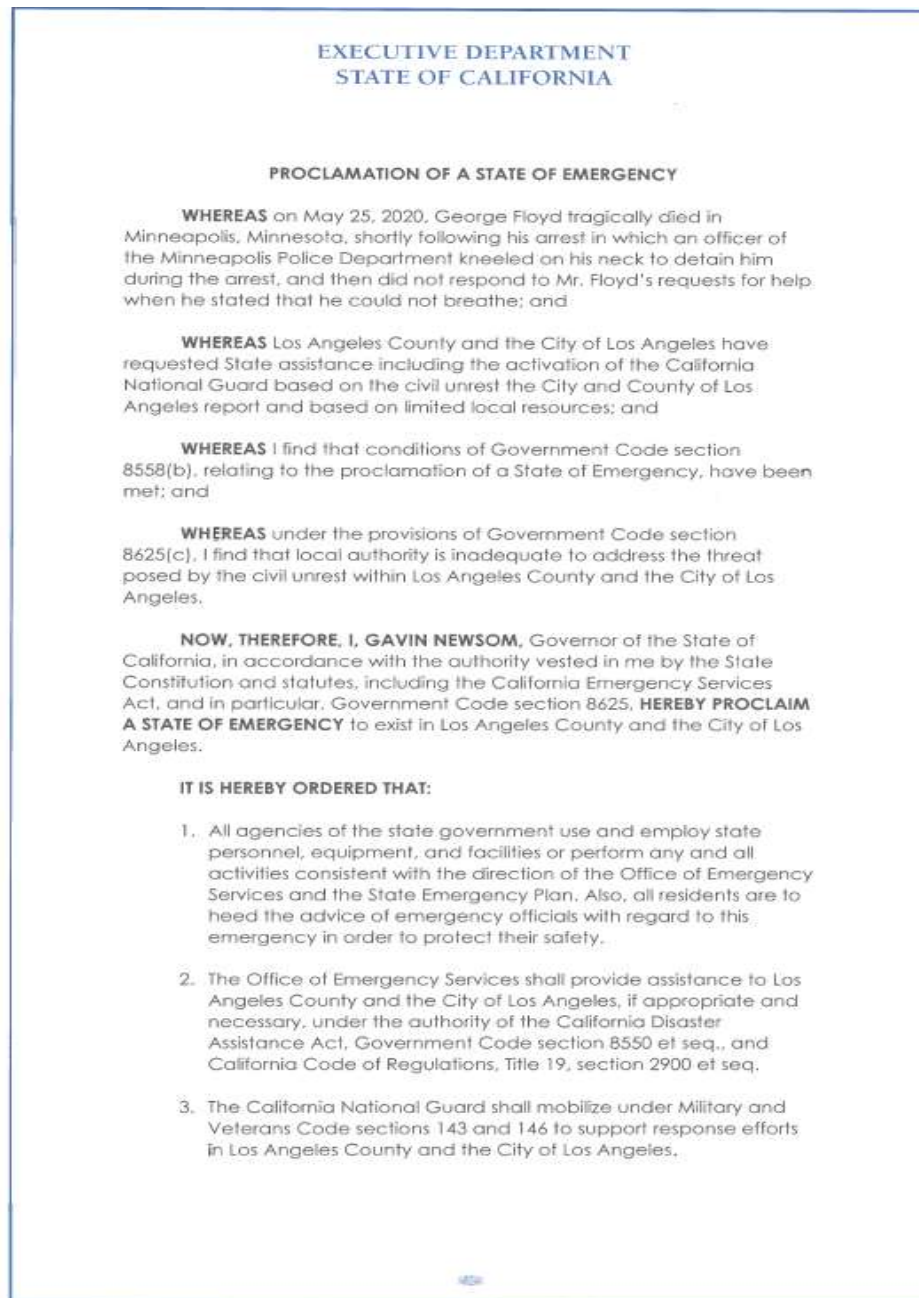 EXECUTIVE DEPARTMENT
STATE OF CALIFORNIA
PROCLAMATION OF A STATE OF EMERGENCY
WHEREAS on May 25, 2020, George Floyd tragically died in
Minneapolis, Minnesota, shortly following his arrest in which an officer of
the Minneapolis Police Department kneeled on his neck to detain him
during the arrest, and then did not respond to Mr. Floyd's requests for help
when he stated that he could not breathe; and
WHEREAS Los Angeles County and the City of Los Angeles have
requested State assistance including the activation of the California
National Guard based on the civil unrest the City and County of Los
Angeles report and based on limited local resources; and
WHEREAS I find that conditions of Government Code section
8558(b), relating to the proclamation of a State of Emergency, have been
met; and
WHEREAS under the provisions of Government Code section
8625(c), I find that local authority is inadequate to address the threat
posed by the civil unrest within Los Angeles County and the City of Los
Angeles.
NOW, THEREFORE, I, GAVIN NEWSOM, Governor of the State of
California, in accordance with the authority vested in me by the State
Constitution and statutes, including the California Emergency Services
Act, and in particular, Government Code section 8625, HEREBY PROCLAIM
A STATE OF EMERGENCY to exist in Los Angeles County and the City of Los
Angeles.
IT IS HEREBY ORDERED THAT:
1. All agencies of the state government use and employ state
personnel, equipment, and facilities or perform any and all
activities consistent with the direction of the Office of Emergency
Services and the State Emergency Plan. Also, all residents are to
heed the advice of emergency officials with regard to this
emergency in order to protect their safety.
2. The Office of Emergency Services shall provide assistance to Los
Angeles County and the City of Los Angeles, if appropriate and
necessary, under the authority of the California Disaster
Assistance Act, Government Code section 8550 et seq., and
California Code of Regulations, Title 19, section 2900 et seq.
3. The California National Guard shall mobilize under Military and
Veterans Code sections 143 and 146 to support response efforts
in Los Angeles County and the City of Los Angeles.